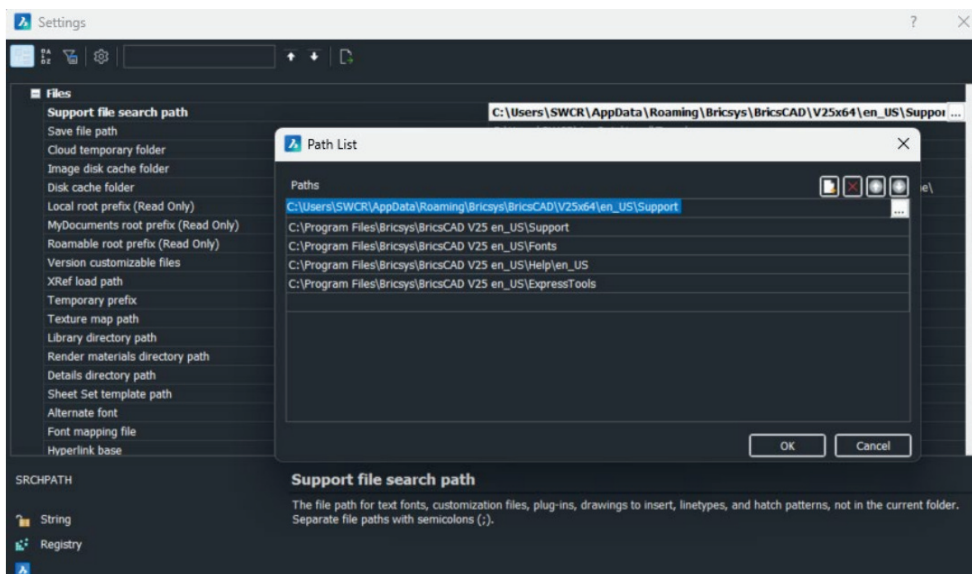 Settings
Files
Support file search path C:\Users\SWCR\AppData\Roaming\Bricsys\BricsCAD\V25x64\en_US\Suppor ...
Save file path
Cloud temporary folder
Image disk cache folder
Disk cache folder
Local root prefix (Read Only)
MyDocuments root prefix (Read Only)
Roamable root prefix (Read Only)
Version customizable files
XRef load path
Temporary prefix
Texture map path
Library directory path
Render materials directory path
Details directory path
Sheet Set template path
Alternate font
Font mapping file
Hyperlink base
Path List
Paths
C:\Users\SWCR\AppData\Roaming\Bricsys\BricsCAD\V25x64\en_US\Support
...
C:\Program Files\Bricsys\BricsCAD V25 en_US\Support
C:\Program Files\Bricsys\BricsCAD V25 en_US\Fonts
C:\Program Files\Bricsys\BricsCAD V25 en_US\Help\en_US
C:\Program Files\Bricsys\BricsCAD V25 en_US\ExpressTools
OK Cancel
SRCHPATH
String
Registry
Support file search path
The file path for text fonts, customization files, plug-ins, drawings to insert, linetypes, and hatch patterns, not in the current folder.
Separate file paths with semicolons (;).